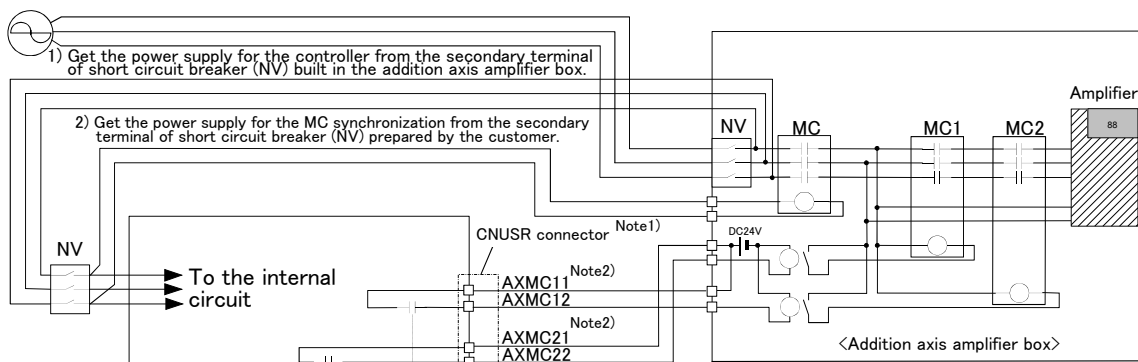 1) Get the power supply for the controller from the secondary terminal
of short circuit breaker (NV) built in the addition axis amplifier box.
2) Get the power supply for the MC synchronization from the secondary
terminal of short circuit breaker (NV) prepared by the customer.
Amplifier
88
NV
MC
MC1
MC2
DC24V
NV
To the internal
circuit
CNUSR connector Note1)
AXMC11 Note2)
AXMC12
AXMC21 Note2)
AXMC22
<Addition axis amplifier box>